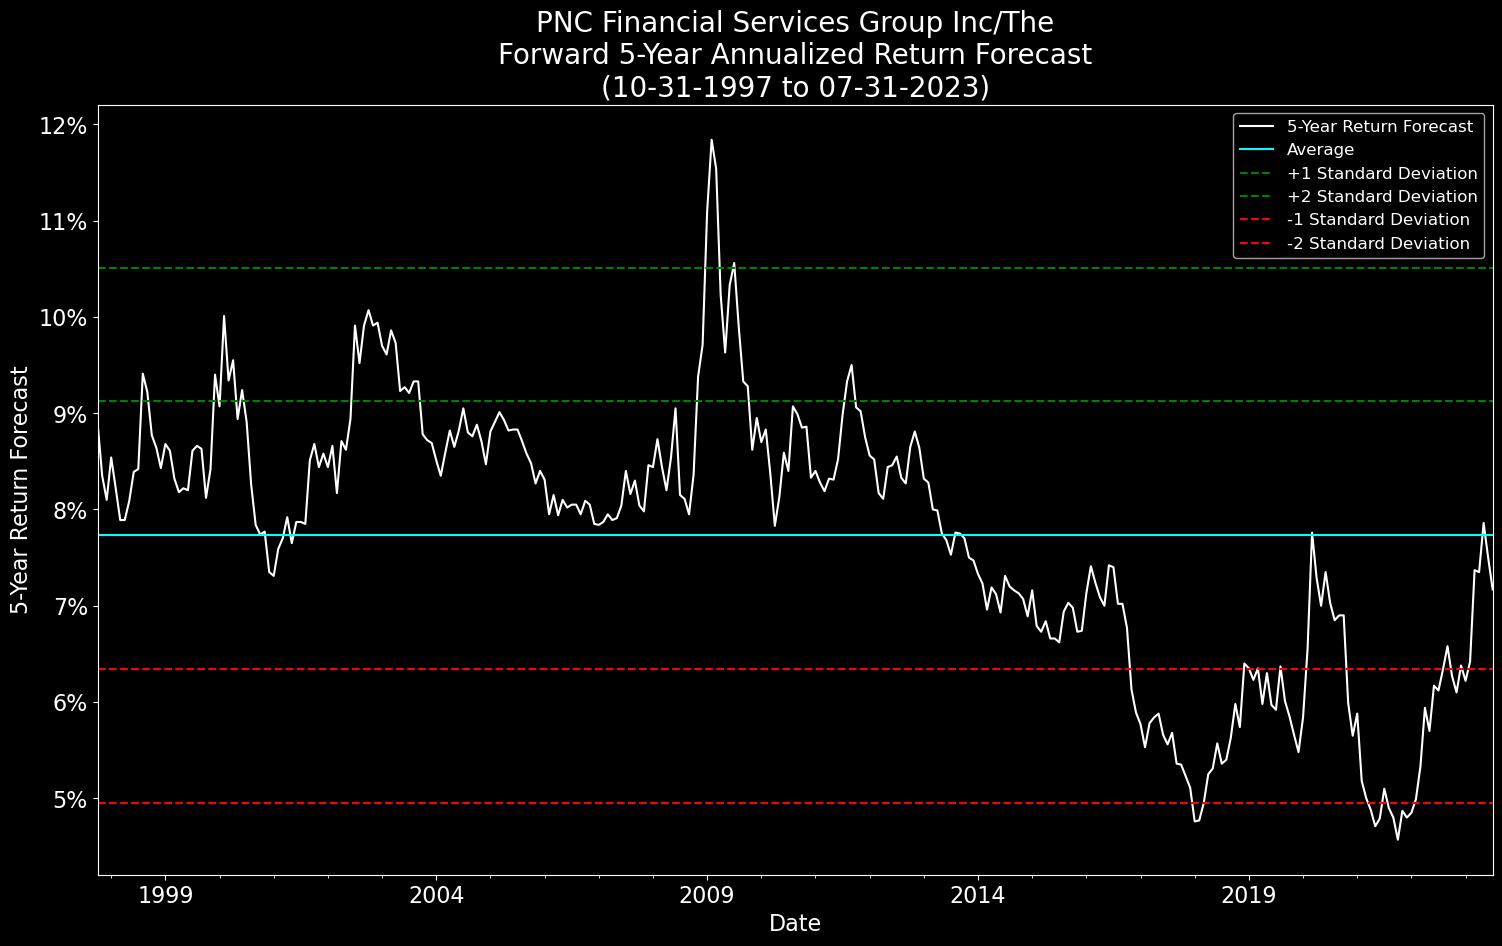 PNC Financial Services Group Inc/The
Forward 5-Year Annualized Return Forecast
(10-31-1997 to 07-31-2023)
5-Year Return Forecast
Average
+1 Standard Deviation
+2 Standard Deviation
-1 Standard Deviation
-2 Standard Deviation
12%
11%
10%
9%
8%
7%
6%
5%
5-Year Return Forecast
1999 2004 2009 2014 2019
Date